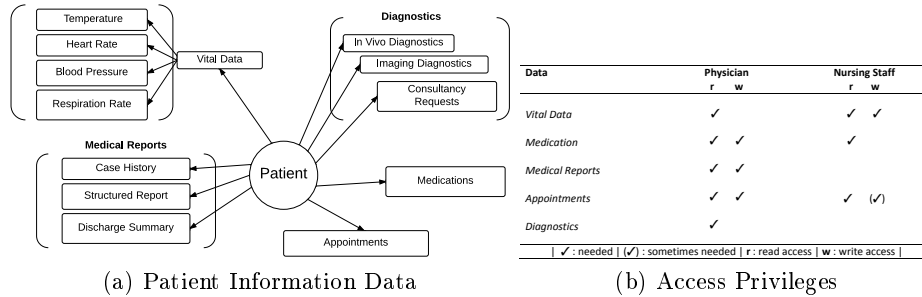 Temperature
Heart Rate
Blood Pressure
Respiration Rate
Vital Data
Diagnostics
In Vivo Diagnostics
Imaging Diagnostics
Consultancy
Requests
Medical Reports
Case History
Structured Report
Discharge Summary
Patient
Medications
Appointments
(a) Patient Information Data
Data Physician Nursing Staff
r w r w
Vital Data ✓ ✓ ✓
Medication ✓ ✓ ✓
Medical Reports ✓ ✓
Appointments ✓ ✓ ✓ (✓)
Diagnostics ✓
| ✓ : needed | (✓) : sometimes needed | r : read access | w : write access |
(b) Access Privileges